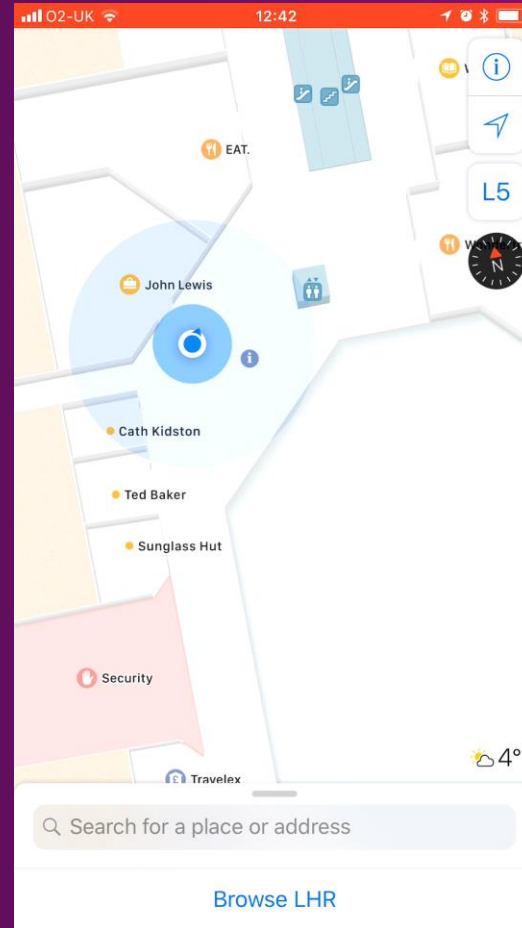 O2-UK
12:42
EAT.
L5
N
John Lewis
Cath Kidston
Ted Baker
Sunglass Hut
Security
4°
Travelex
Search for a place or address
Browse LHR